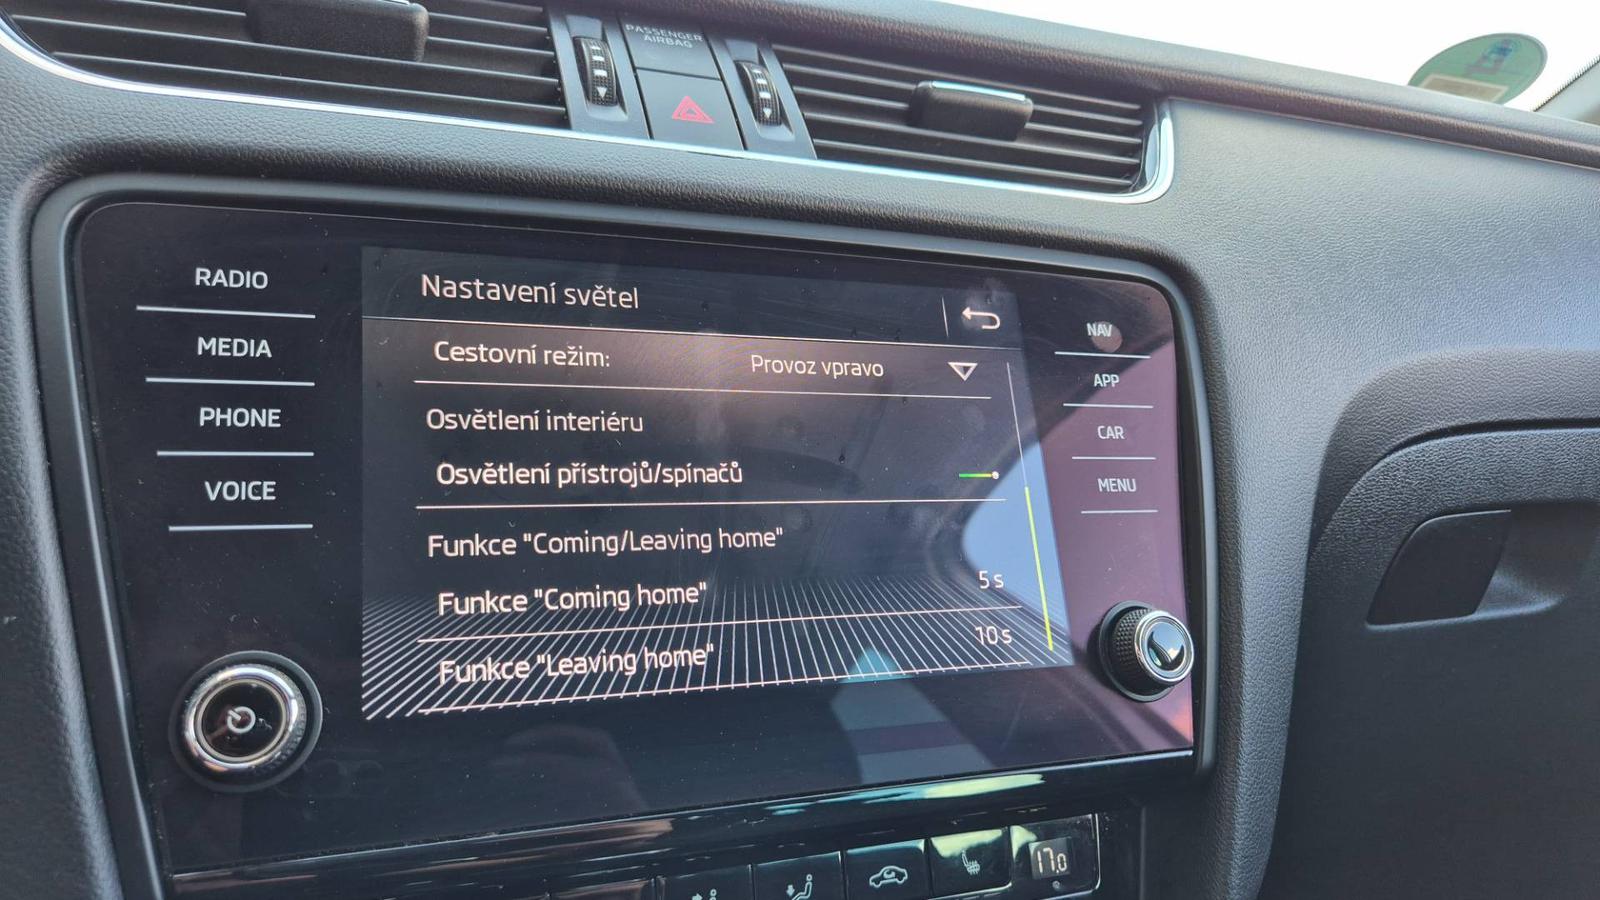 PASSENGER
AIRBAG
RADIO
MEDIA
PHONE
VOICE
Nastavení světel
Cestovní režim: Provoz vpravo
Osvětlení interiéru
Osvětlení přístrojů/spínačů
Funkce "Coming/Leaving home"
Funkce "Coming home" 5 s
Funkce "Leaving home" 10 s
NAV
APP
CAR
MENU
17.0